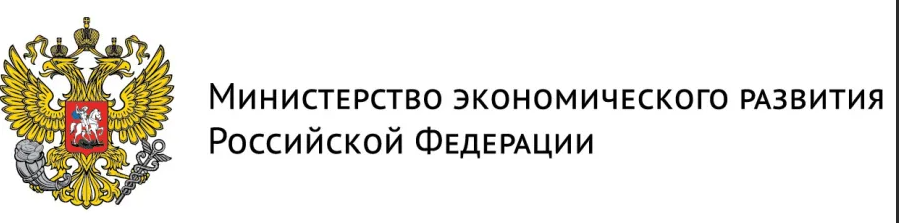 Министерство экономического развития
Российской Федерации